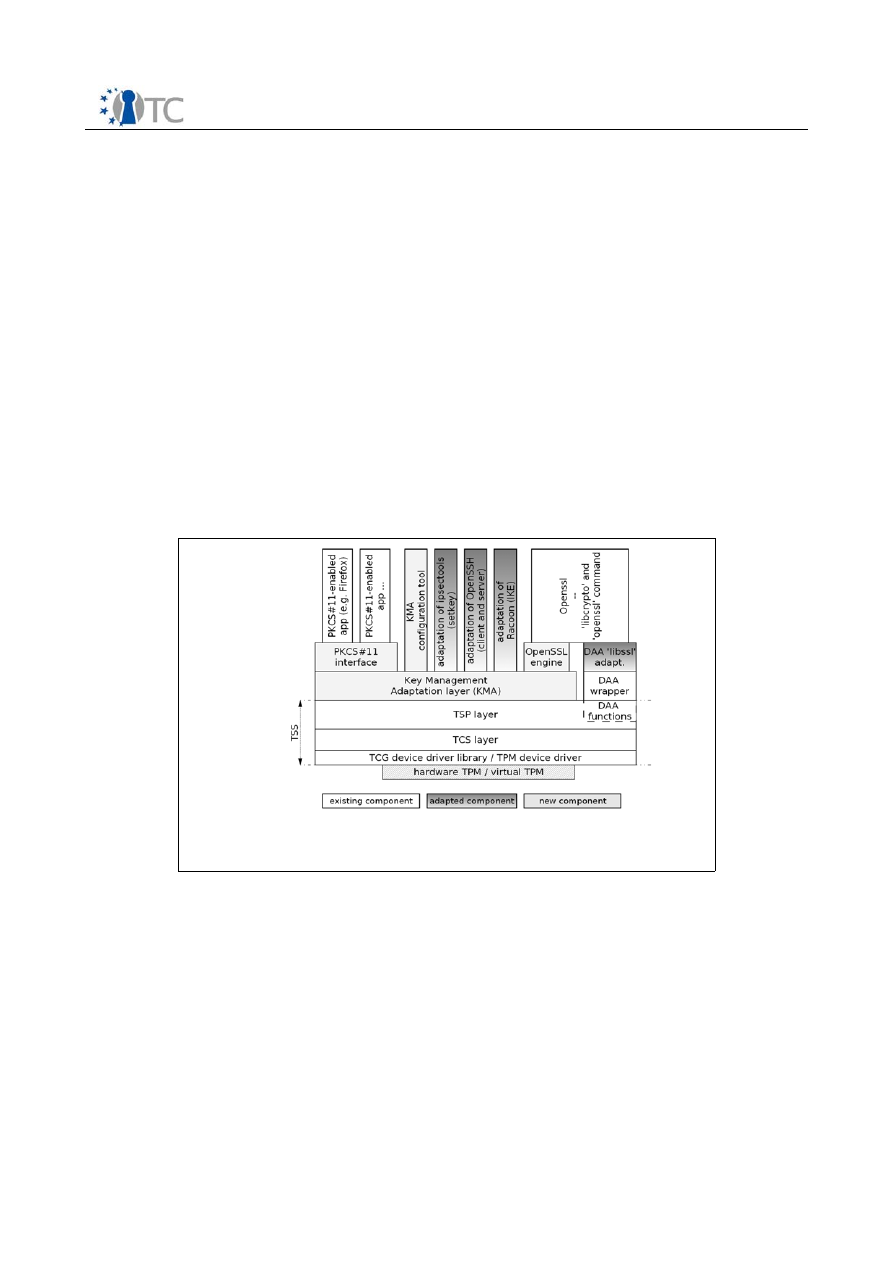 TC
PKCS#11-enabled
app (e.g. Firefox)
PKCS#11-enabled
app ...
KMA
configuration tool
adaptation of ipsectools
(setkey)
adaptation of OpenSSH
(client and server)
adaptation of
Racoon (IKE)
Openssl
--
'libcrypto' and
'openssl' command
PKCS#11
interface
OpenSSL
engine
DAA 'libssl'
adapt.
Key Management
Adaptation layer (KMA)
DAA
wrapper
TSS
TSP layer
DAA
functions
TCS layer
TCG device driver library / TPM device driver
hardware TPM / virtual TPM
existing component
adapted component
new component